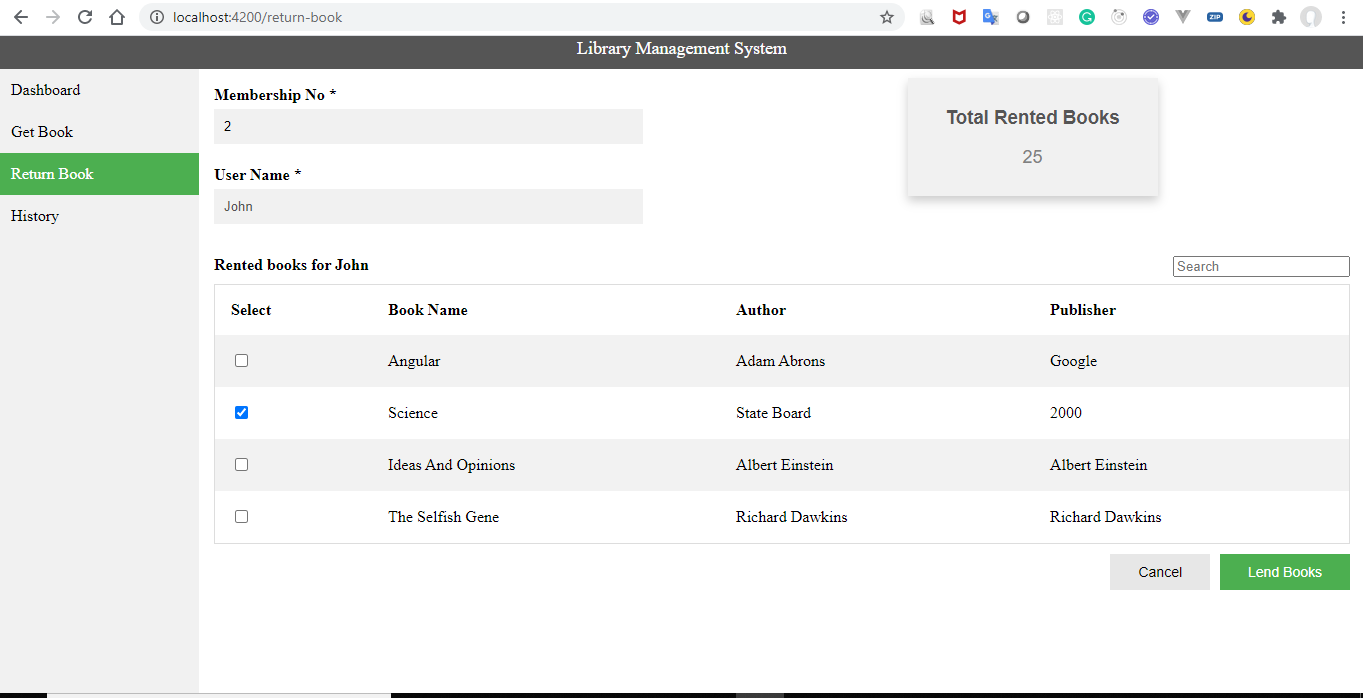 localhost:4200/return-book
ZIP
Library Management System
Dashboard
Get Book
Return Book
History
Membership No *
2
User Name *
John
Total Rented Books
25
Rented books for John
Search
Select Book Name Author Publisher
Angular Adam Abrons Google
Science State Board 2000
Ideas And Opinions Albert Einstein Albert Einstein
The Selfish Gene Richard Dawkins Richard Dawkins
Cancel Lend Books